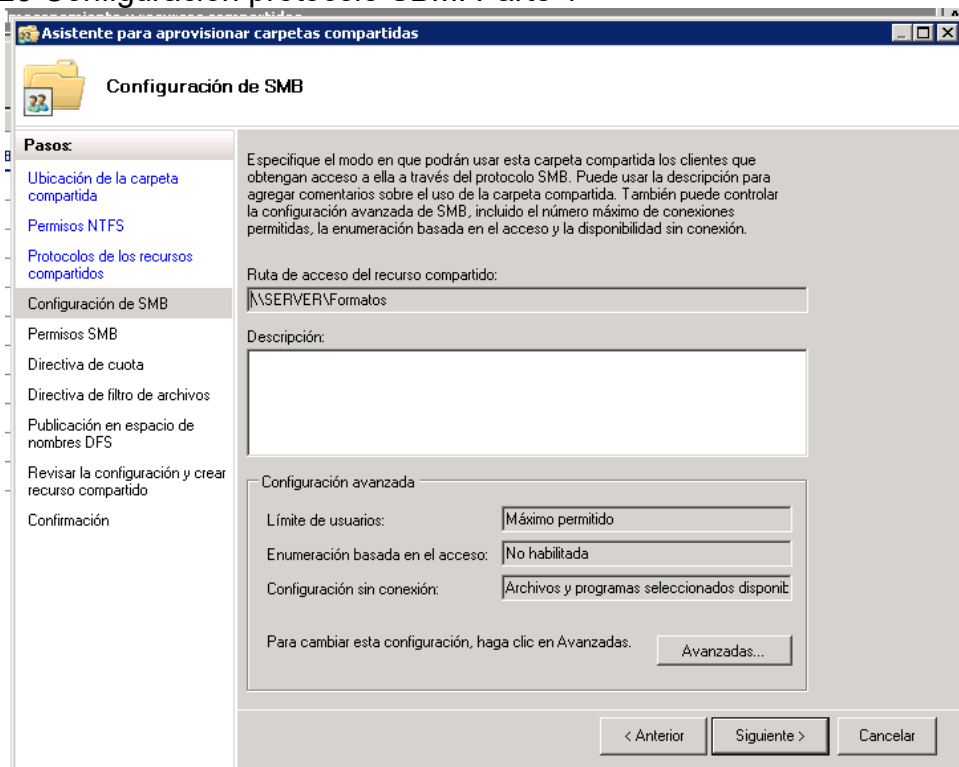 Configuración protocolo
Parte
Asistente para aprovisionar carpetas compartidas
Configuración de SMB
Pasos:
Ubicación de la carpeta
compartida
Permisos NTFS
Protocolos de los recursos
compartidos
Configuración de SMB
Permisos SMB
Directiva de cuota
Directiva de filtro de archivos
Publicación en espacio de
nombres DFS
Revisar la configuración y crear
recurso compartido
Confirmación
Especifique el modo en que podrán usar esta carpeta compartida los clientes que
obtengan acceso a ella a través del protocolo SMB. Puede usar la descripción para
agregar comentarios sobre el uso de la carpeta compartida. También puede controlar
la configuración avanzada de SMB, incluido el número máximo de conexiones
permitidas, la enumeración basada en el acceso y la disponibilidad sin conexión.
Ruta de acceso del recurso compartido:
\\SERVER\Formatos
Descripción:
Configuración avanzada
Límite de usuarios: Máximo permitido
Enumeración basada en el acceso: No habilitada
Configuración sin conexión: Archivos y programas seleccionados
Para cambiar esta configuración, haga clic en Avanzadas. Avanzadas...
< Anterior Siguiente > Cancelar